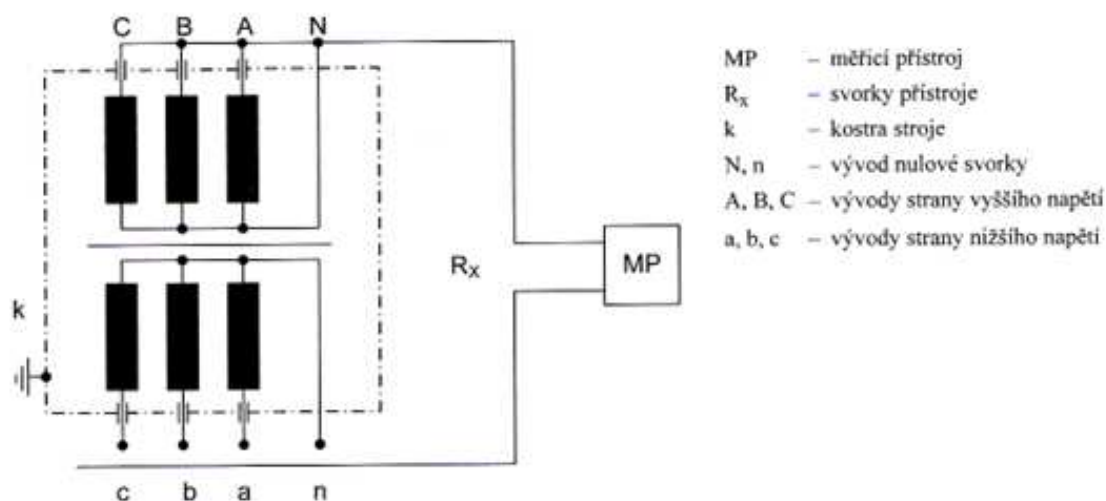 C B A N
MP – měřicí přístroj
Rx – svorky přístroje
k – kostra stroje
N, n – vývod nulové svorky
A, B, C – vývody strany vyššího napětí
a, b, c – vývody strany nižšího napětí
Rx MP
k
c b a n